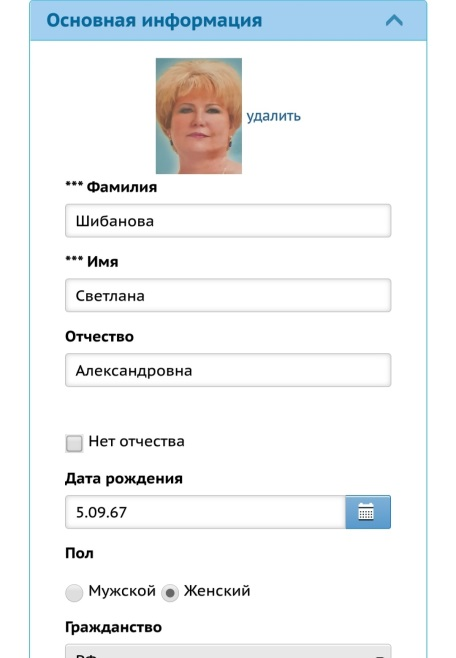 Основная информация
удалить
*** Фамилия
Шибанова
*** Имя
Светлана
Отчество
Александровна
Нет отчества
Дата рождения
5.09.67
Пол
Мужской Женский
Гражданство